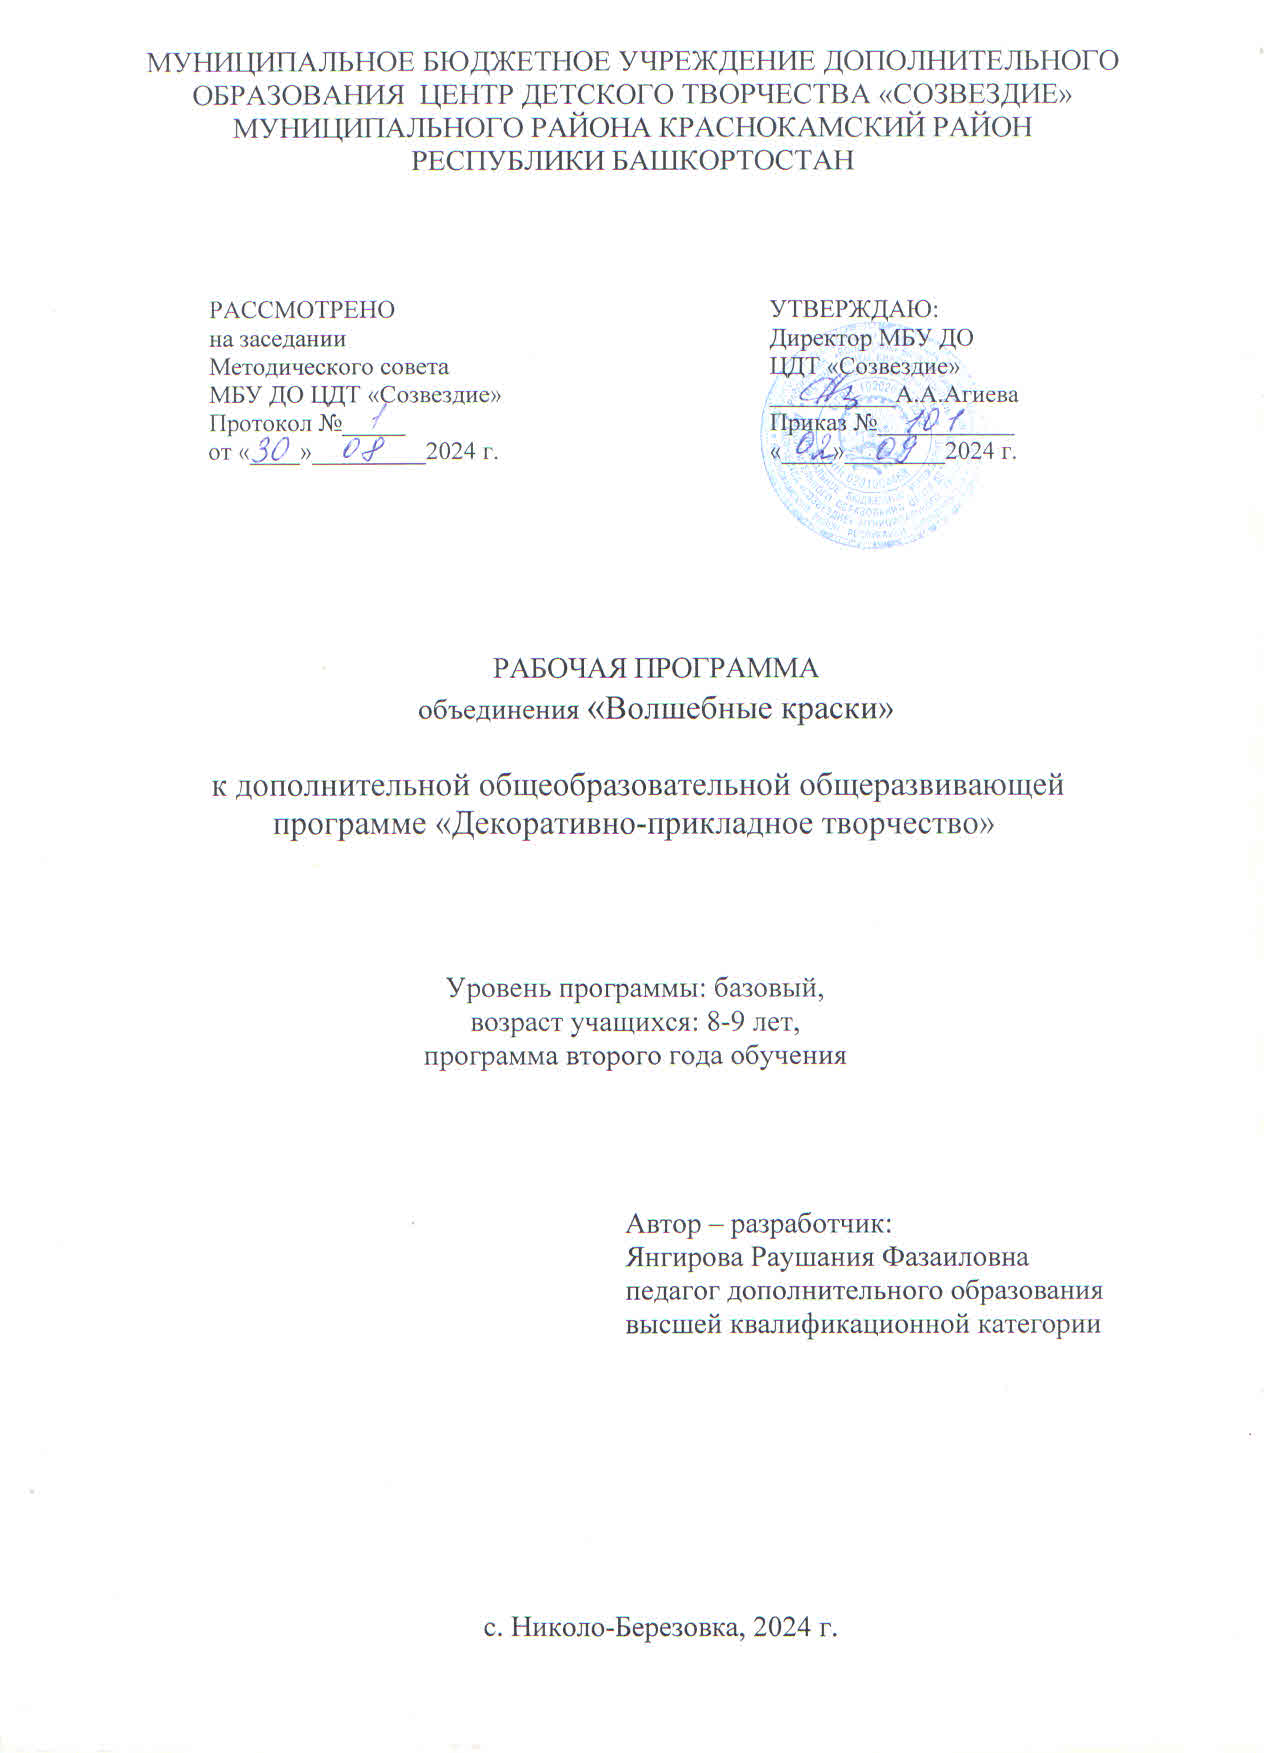 МУНИЦИПАЛЬНОЕ БЮДЖЕТНОЕ УЧРЕЖДЕНИЕ ДОПОЛНИТЕЛЬНОГО
ОБРАЗОВАНИЯ ЦЕНТР ДЕТСКОГО ТВОРЧЕСТВА «СОЗВЕЗДИЕ»
МУНИЦИПАЛЬНОГО РАЙОНА КРАСНОКАМСКИЙ РАЙОН
РЕСПУБЛИКИ БАШКОРТОСТАН
РАССМОТРЕНО
на заседании
Методического совета
МБУ ДО ЦДТ «Созвездие»
Протокол № 1
от «30» 08 2024 г.
УТВЕРЖДАЮ:
Директор МБУ ДО
ЦДТ «Созвездие»
А.А.Агиева
Приказ № 101
«02» 09 2024 г.
РАБОЧАЯ ПРОГРАММА
объединения «Волшебные краски»
к дополнительной общеобразовательной общеразвивающей
программе «Декоративно-прикладное творчество»
Уровень программы: базовый,
возраст учащихся: 8-9 лет,
программа второго года обучения
Автор – разработчик:
Янгирова Раушания Фазаиловна
педагог дополнительного образования
высшей квалификационной категории
с. Николо-Березовка, 2024 г.